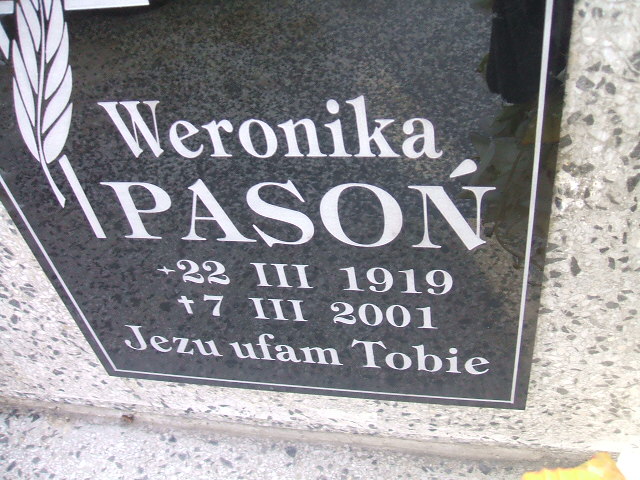 Weronika
PASOŃ
* 22 III 1919
✝ 7 III 2001
Jezu ufam Tobie